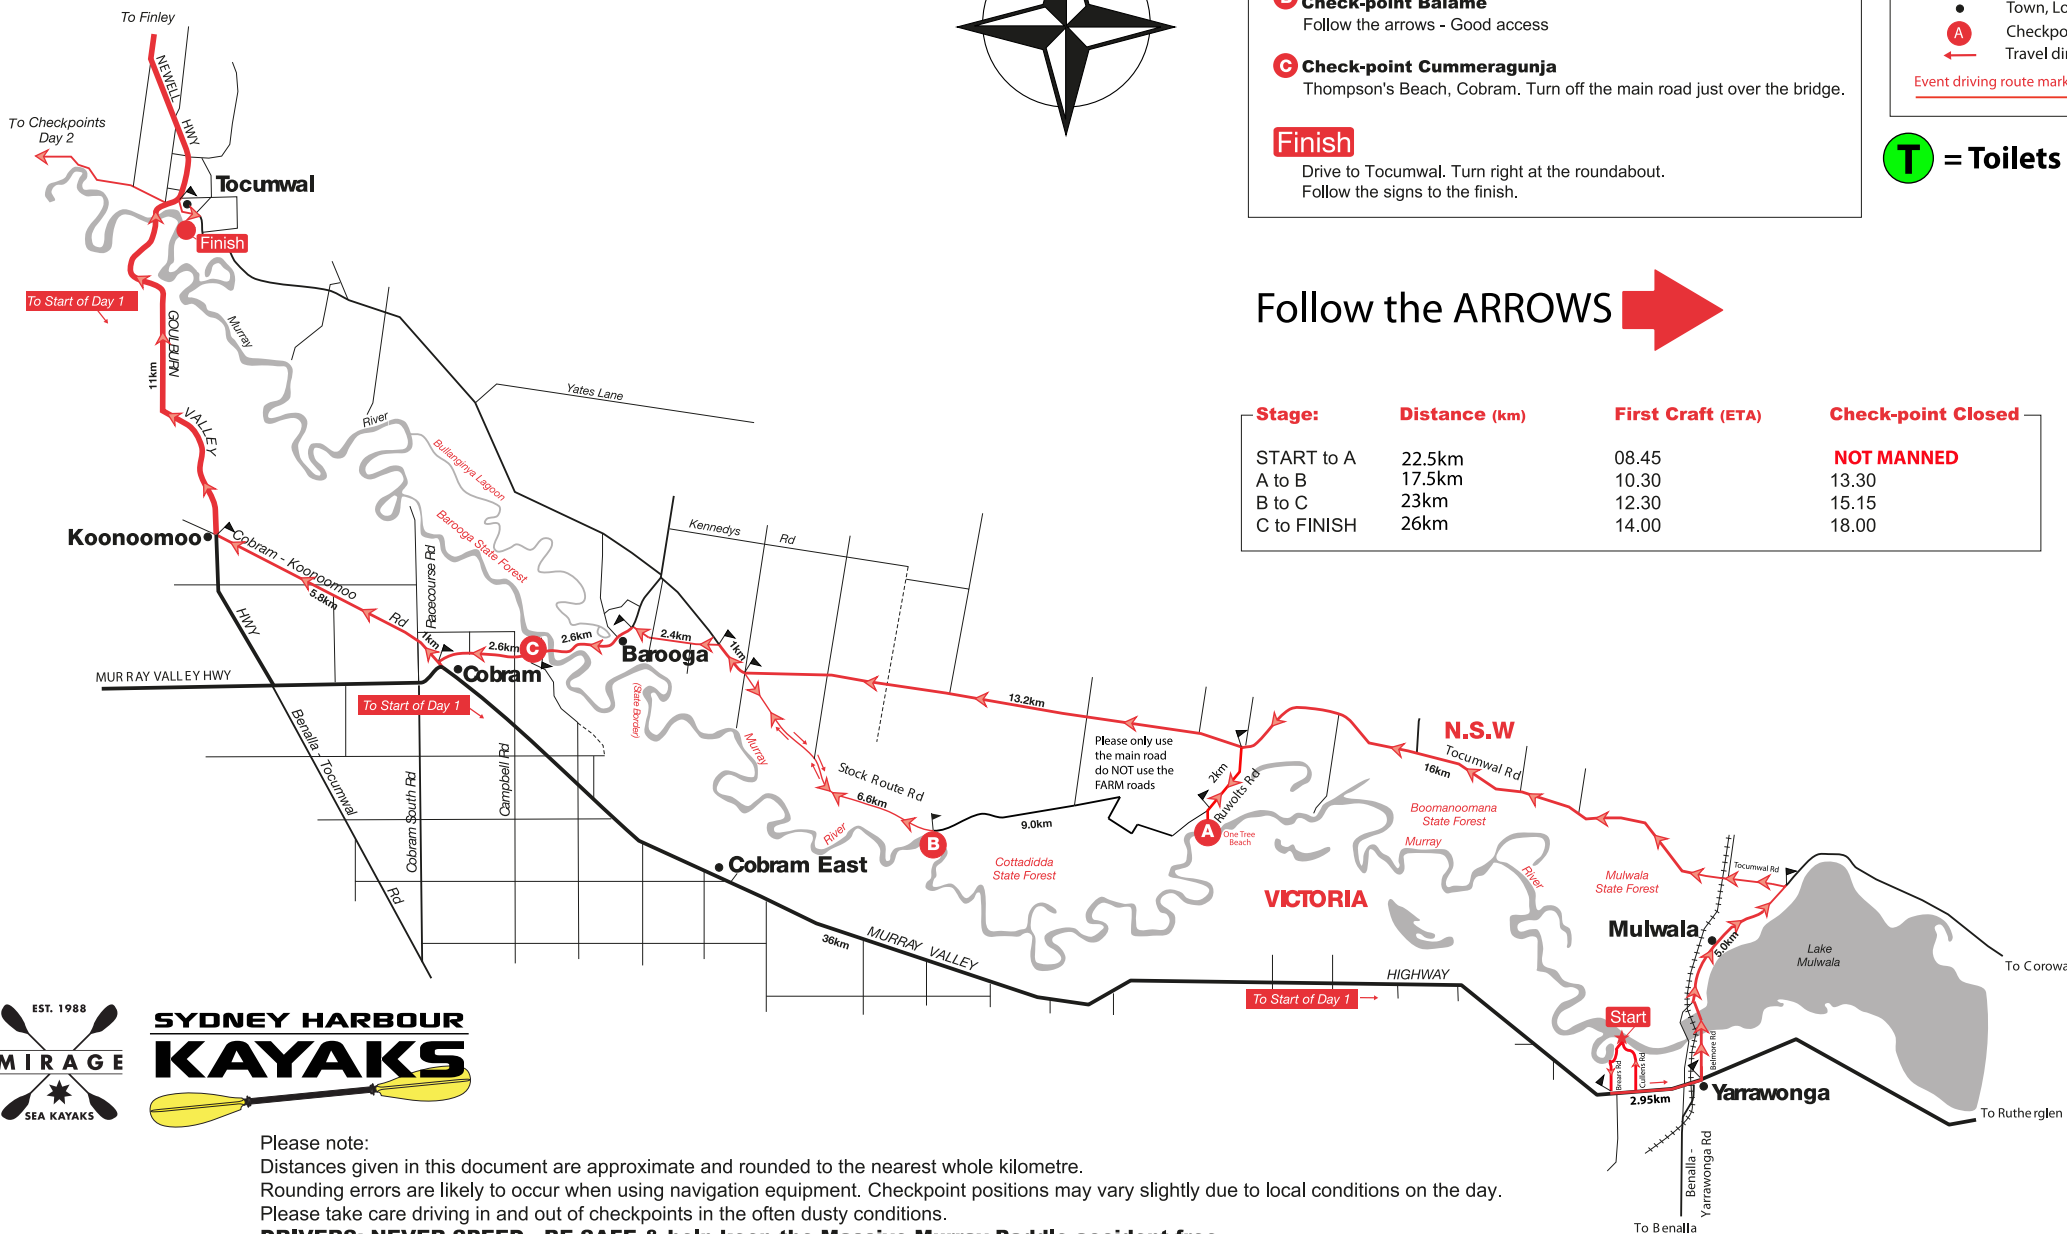 To Finley
NEWELL
HWY
To Checkpoints
Day 2
Tocumwal
Finish
To Start of Day 1
GOULBURN
11km
VALLEY
Murray
River
Yates Lane
Bullanginya Lagoon
Barooga State Forest
Koonoomoo
Cobram - Koonoomoo
Rd
5.8km
Racecourse Rd
1km
2.6km
C
2.6km
Barooga
2.4km
1km
Kennedys Rd
HWY
MURRAY VALLEY HWY
Cobram
To Start of Day 1
(State Border)
Murray
River
Benalla - Tocumwal
Rd
Cobram South Rd
Campbell Rd
Stock Route Rd
6.6km
B
9.0km
13.2km
Please only use
the main road
do NOT use the
FARM roads
2km
Ruwolts Rd
A
One Tree
Beach
Cottadidda
State Forest
Cobram East
36km
MURRAY VALLEY
HIGHWAY
To Start of Day 1
VICTORIA
N.S.W
Tocumwal Rd
16km
Boomanoomana
State Forest
Murray
River
Mulwala
State Forest
Tocumwal Rd
Mulwala
5.0km
Lake
Mulwala
To Corowa
Start
Brears Rd
Cullens Rd
Belmore Rd
2.95km
Yarrawonga
To Rutherglen
Benalla -
Yarrawonga Rd
To Benalla
B Check-point Balame
Follow the arrows - Good access
C Check-point Cummeragunja
Thompson's Beach, Cobram. Turn off the main road just over the bridge.
Finish
Drive to Tocumwal. Turn right at the roundabout.
Follow the signs to the finish.
Town, Lo
A Checkpo
Travel di
Event driving route mark
T = Toilets
Follow the ARROWS
Stage: Distance (km) First Craft (ETA) Check-point Closed
START to A 22.5km 08.45 NOT MANNED
A to B 17.5km 10.30 13.30
B to C 23km 12.30 15.15
C to FINISH 26km 14.00 18.00
EST. 1988
MIRAGE
SEA KAYAKS
SYDNEY HARBOUR
KAYAKS
Please note:
Distances given in this document are approximate and rounded to the nearest whole kilometre.
Rounding errors are likely to occur when using navigation equipment. Checkpoint positions may vary slightly due to local conditions on the day.
Please take care driving in and out of checkpoints in the often dusty conditions.
DRIVERS: NEVER SPEED - BE SAFE & help keep the Massive Murray Paddle accident free